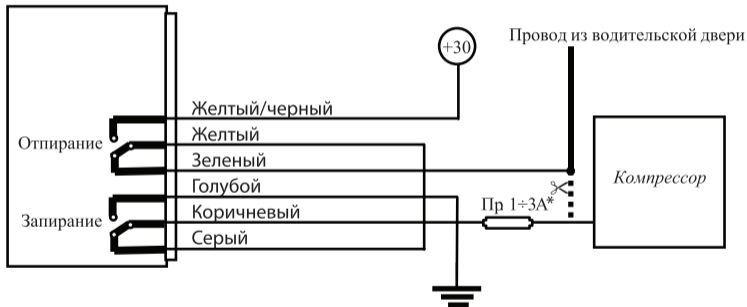 Провод из водительской двери
+30
Желтый/черный
Отпирание
Желтый
Зеленый
Компрессор
Голубой
Пр 1÷3А*
Запирание
Коричневый
Серый